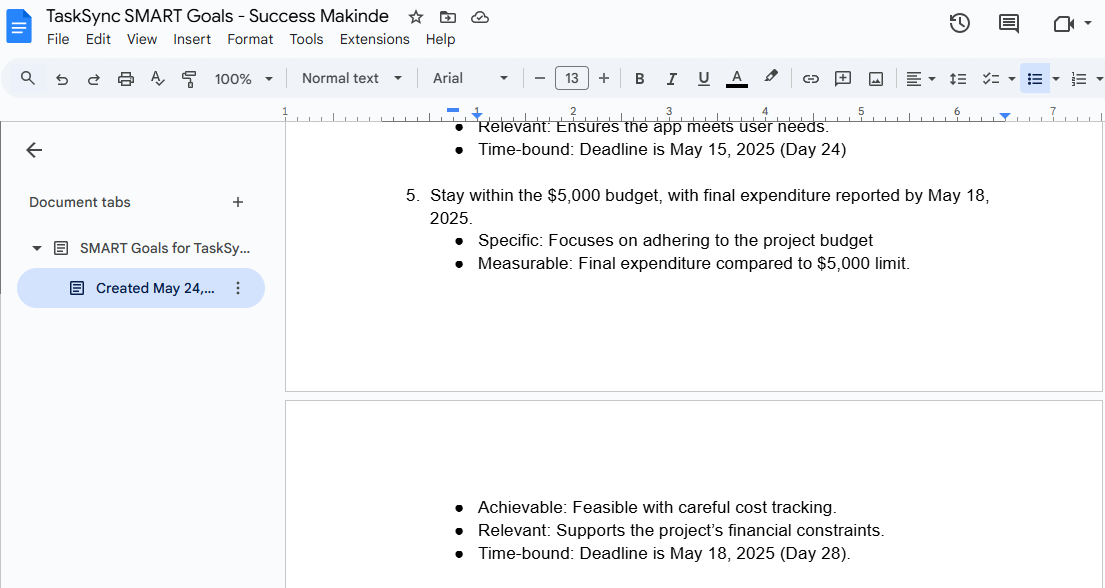 TaskSync SMART Goals - Success Makinde
File Edit View Insert Format Tools Extensions Help
100% Normal text Arial 13 B I U A
1 1 2 3 4 5 6 7
● Relevant: Ensures the app meets user needs.
● Time-bound: Deadline is May 15, 2025 (Day 24)
Document tabs
SMART Goals for TaskSy...
Created May 24,...
5. Stay within the $5,000 budget, with final expenditure reported by May 18,
2025.
● Specific: Focuses on adhering to the project budget
● Measurable: Final expenditure compared to $5,000 limit.
● Achievable: Feasible with careful cost tracking.
● Relevant: Supports the project’s financial constraints.
● Time-bound: Deadline is May 18, 2025 (Day 28).